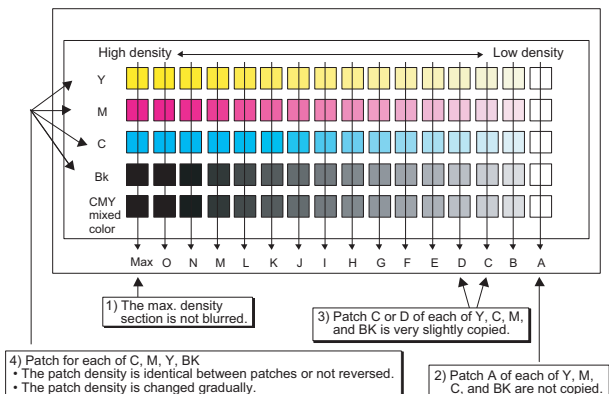 High density Low density
Y
M
C
Bk
CMY
mixed
color
Max O N M L K J I H G F E D C B A
1) The max. density
section is not blurred.
3) Patch C or D of each of Y, C, M,
and BK is very slightly copied.
4) Patch for each of C, M, Y, BK
• The patch density is identical between patches or not reversed.
• The patch density is changed gradually.
2) Patch A of each of Y, M,
C, and BK are not copied.